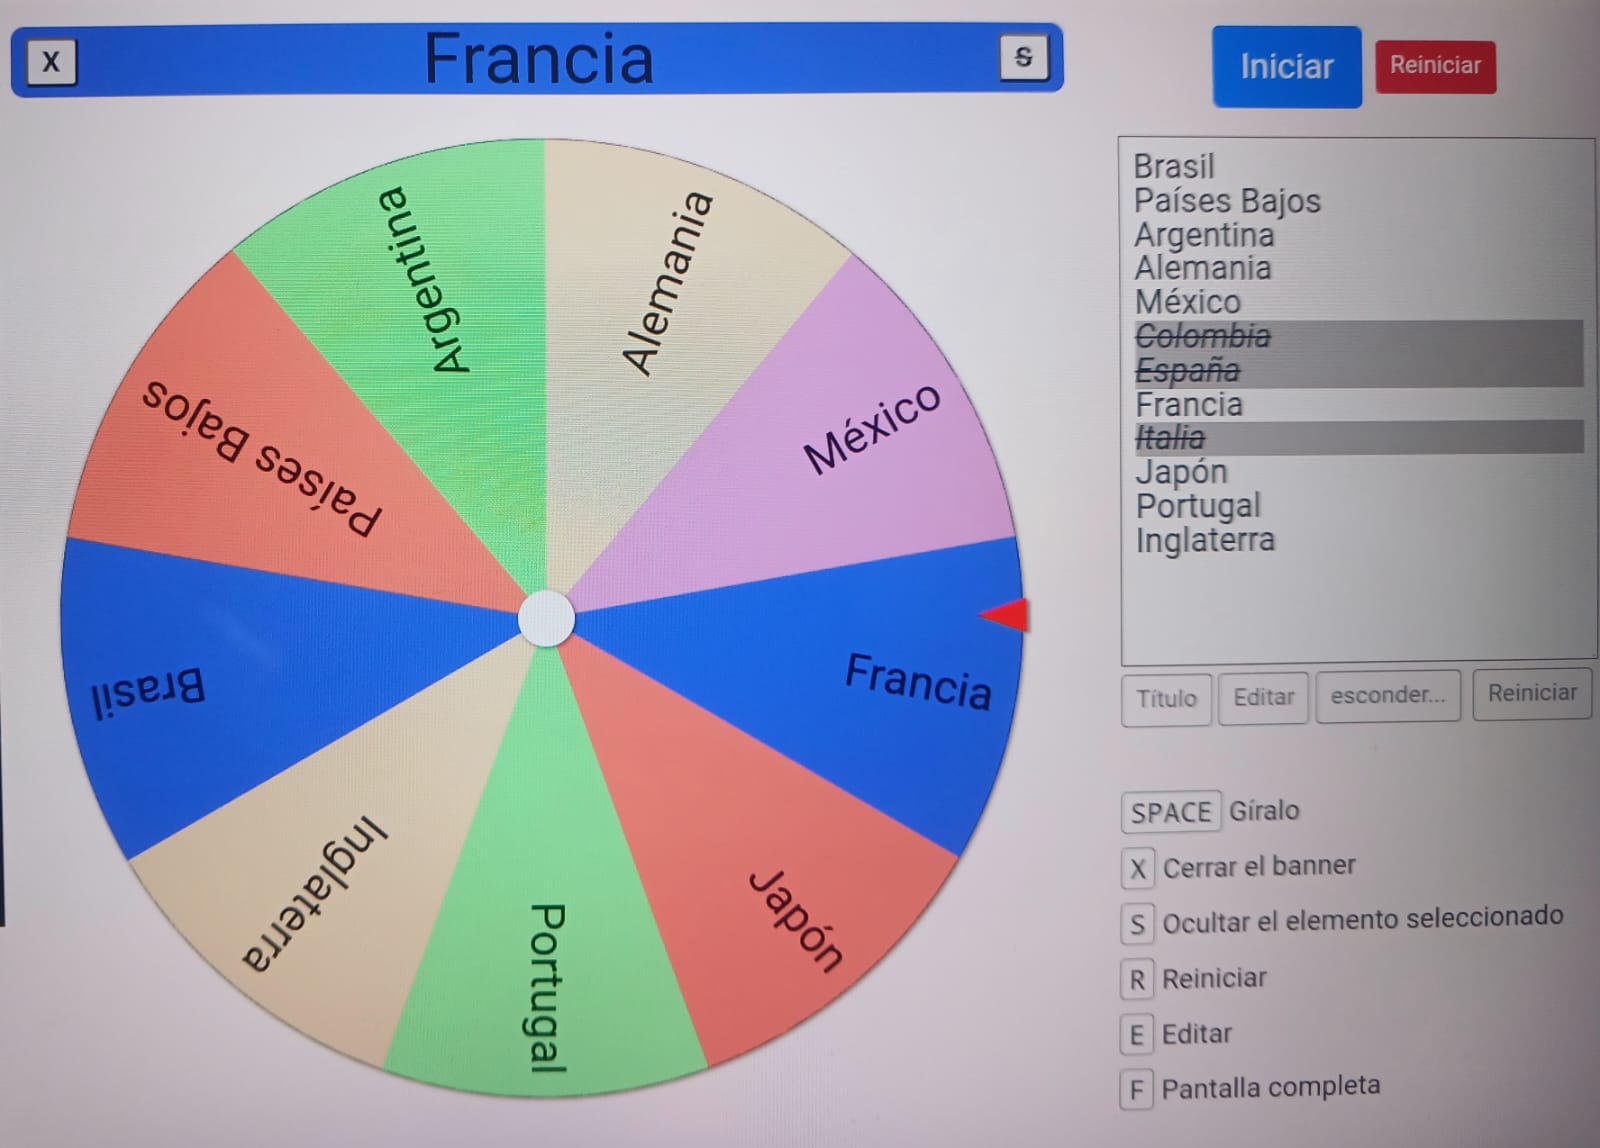 X
Francia
S
Iniciar
Reiniciar
Argentina
Alemania
México
Francia
Japón
Portugal
Inglaterra
Brasil
Países Bajos
Brasil
Países Bajos
Argentina
Alemania
México
Colombia
España
Francia
Italia
Japón
Portugal
Inglaterra
Título
Editar
esconder...
Reiniciar
SPACE Gíralo
X Cerrar el banner
S Ocultar el elemento seleccionado
R Reiniciar
E Editar
F Pantalla completa